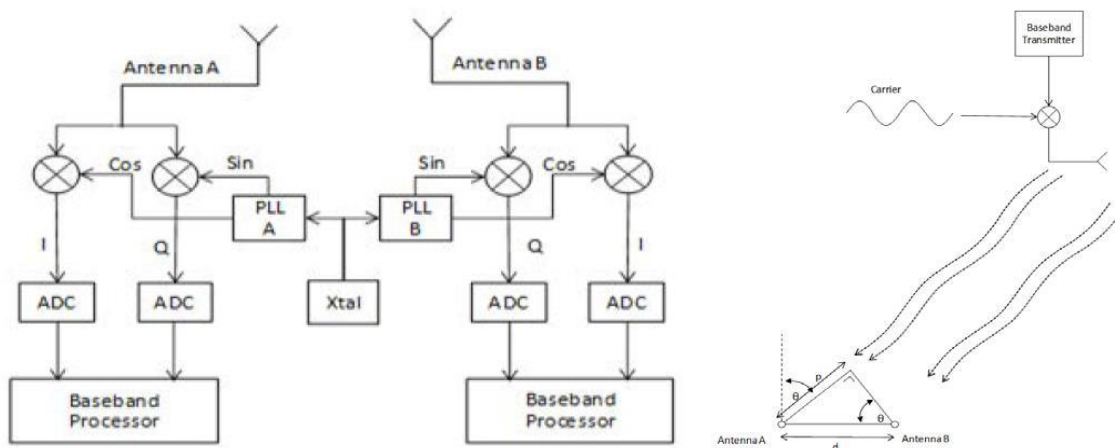 Antenna A
Antenna B
Cos
Sin
Sin
Cos
PLL
A
PLL
B
I
Q
Q
I
ADC
ADC
Xtal
ADC
ADC
Baseband
Processor
Baseband
Processor
Baseband
Transmitter
Carrier
θ
p
θ
Antenna A
d
Antenna B